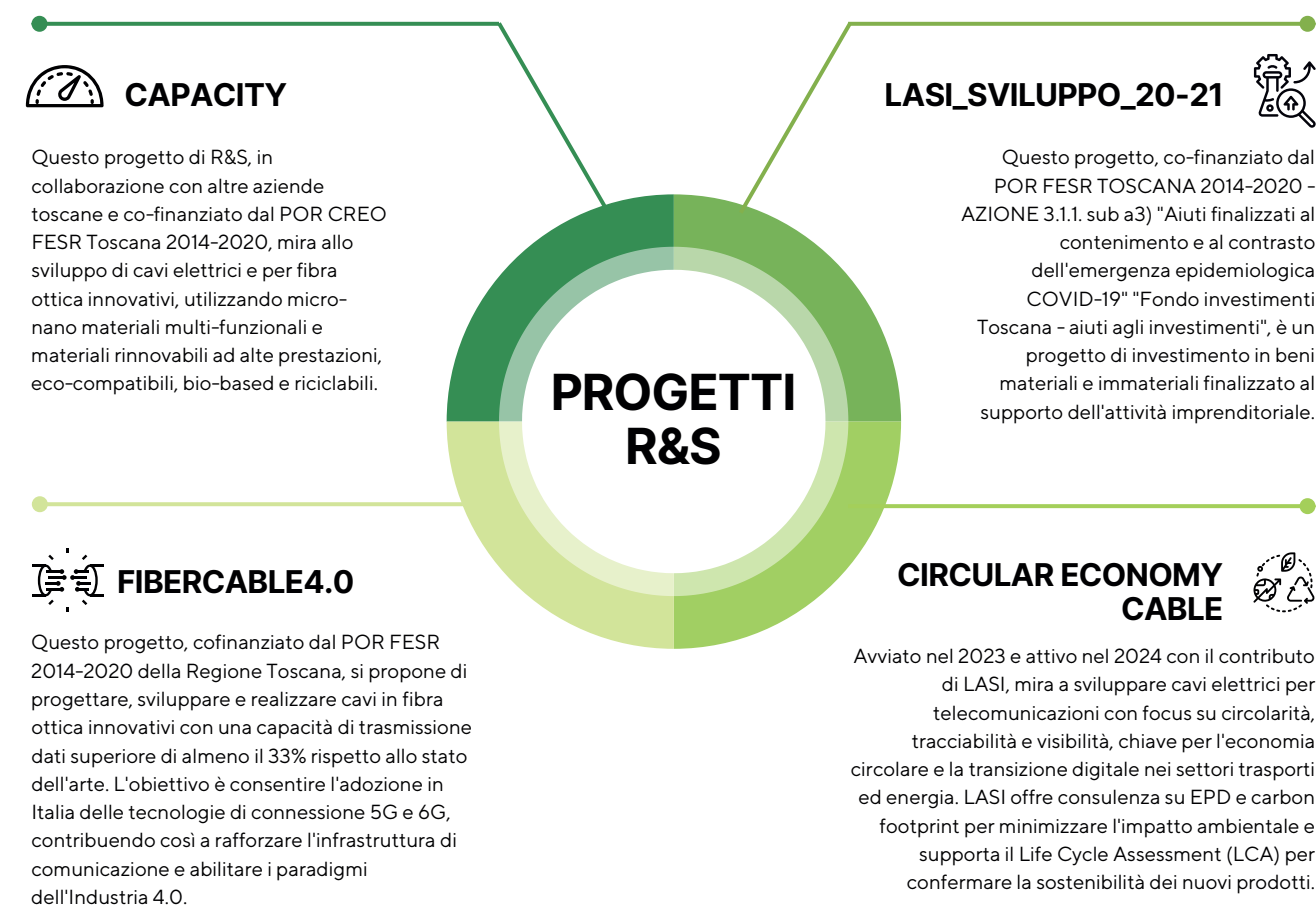 CAPACITY
Questo progetto di R&S, in
collaborazione con altre aziende
toscane e co-finanziato dal POR CREO
FESR Toscana 2014-2020, mira allo
sviluppo di cavi elettrici e per fibra
ottica innovativi, utilizzando micro-
nano materiali multi-funzionali e
materiali rinnovabili ad alte prestazioni,
eco-compatibili, bio-based e riciclabili.
LASI_SVILUPPO_20-21
Questo progetto, co-finanziato dal
POR FESR TOSCANA 2014-2020 -
AZIONE 3.1.1. sub a3) "Aiuti finalizzati al
contenimento e al contrasto
dell'emergenza epidemiologica
COVID-19" "Fondo investimenti
Toscana - aiuti agli investimenti", è un
progetto di investimento in beni
materiali e immateriali finalizzato al
supporto dell'attività imprenditoriale.
PROGETTI
R&S
FIBERCABLE4.0
Questo progetto, cofinanziato dal POR FESR
2014-2020 della Regione Toscana, si propone di
progettare, sviluppare e realizzare cavi in fibra
ottica innovativi con una capacità di trasmissione
dati superiore di almeno il 33% rispetto allo stato
dell'arte. L'obiettivo è consentire l'adozione in
Italia delle tecnologie di connessione 5G e 6G,
contribuendo così a rafforzare l'infrastruttura di
comunicazione e abilitare i paradigmi
dell'Industria 4.0.
CIRCULAR ECONOMY
CABLE
Avviato nel 2023 e attivo nel 2024 con il contributo
di LASI, mira a sviluppare cavi elettrici per
telecomunicazioni con focus su circolarità,
tracciabilità e visibilità, chiave per l'economia
circolare e la transizione digitale nei settori trasporti
ed energia. LASI offre consulenza su EPD e carbon
footprint per minimizzare l'impatto ambientale e
supporta il Life Cycle Assessment (LCA) per
confermare la sostenibilità dei nuovi prodotti.